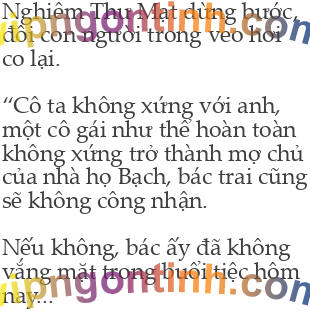 Nghiêm Thư Mạt dừng bước,
đôi con ngươi trong veo hơi
co lại.
“Cô ta không xứng với anh,
một cô gái như thế hoàn toàn
không xứng trở thành mợ chủ
của nhà họ Bạch, bác trai cũng
sẽ không công nhận.
Nếu không, bác ấy đã không
vắng mặt trong buổi tiệc hôm
nay...
vipngontinh.com
vipngontinh.com